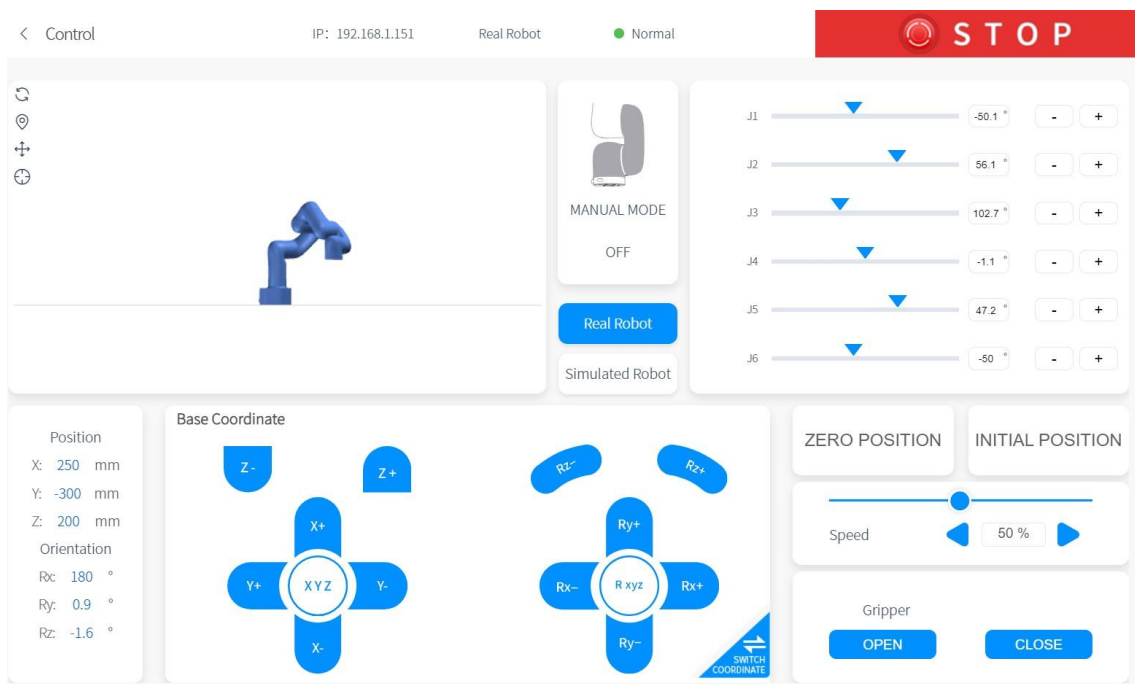 Control
IP: 192.168.1.151
Real Robot
Normal
STOP
MANUAL MODE
OFF
Real Robot
Simulated Robot
J1 -50.1 ° - +
J2 56.1 ° - +
J3 102.7 ° - +
J4 -1.1 ° - +
J5 47.2 ° - +
J6 -50 ° - +
Position
X: 250 mm
Y: -300 mm
Z: 200 mm
Orientation
Rx: 180 °
Ry: 0.9 °
Rz: -1.6 °
Base Coordinate
Z -
Z +
X+
Y+
XYZ
Y-
X-
Rz−
Rz+
Ry+
Rx−
R xyz
Rx+
Ry−
SWITCH
COORDINATE
ZERO POSITION
INITIAL POSITION
Speed
50 %
Gripper
OPEN
CLOSE